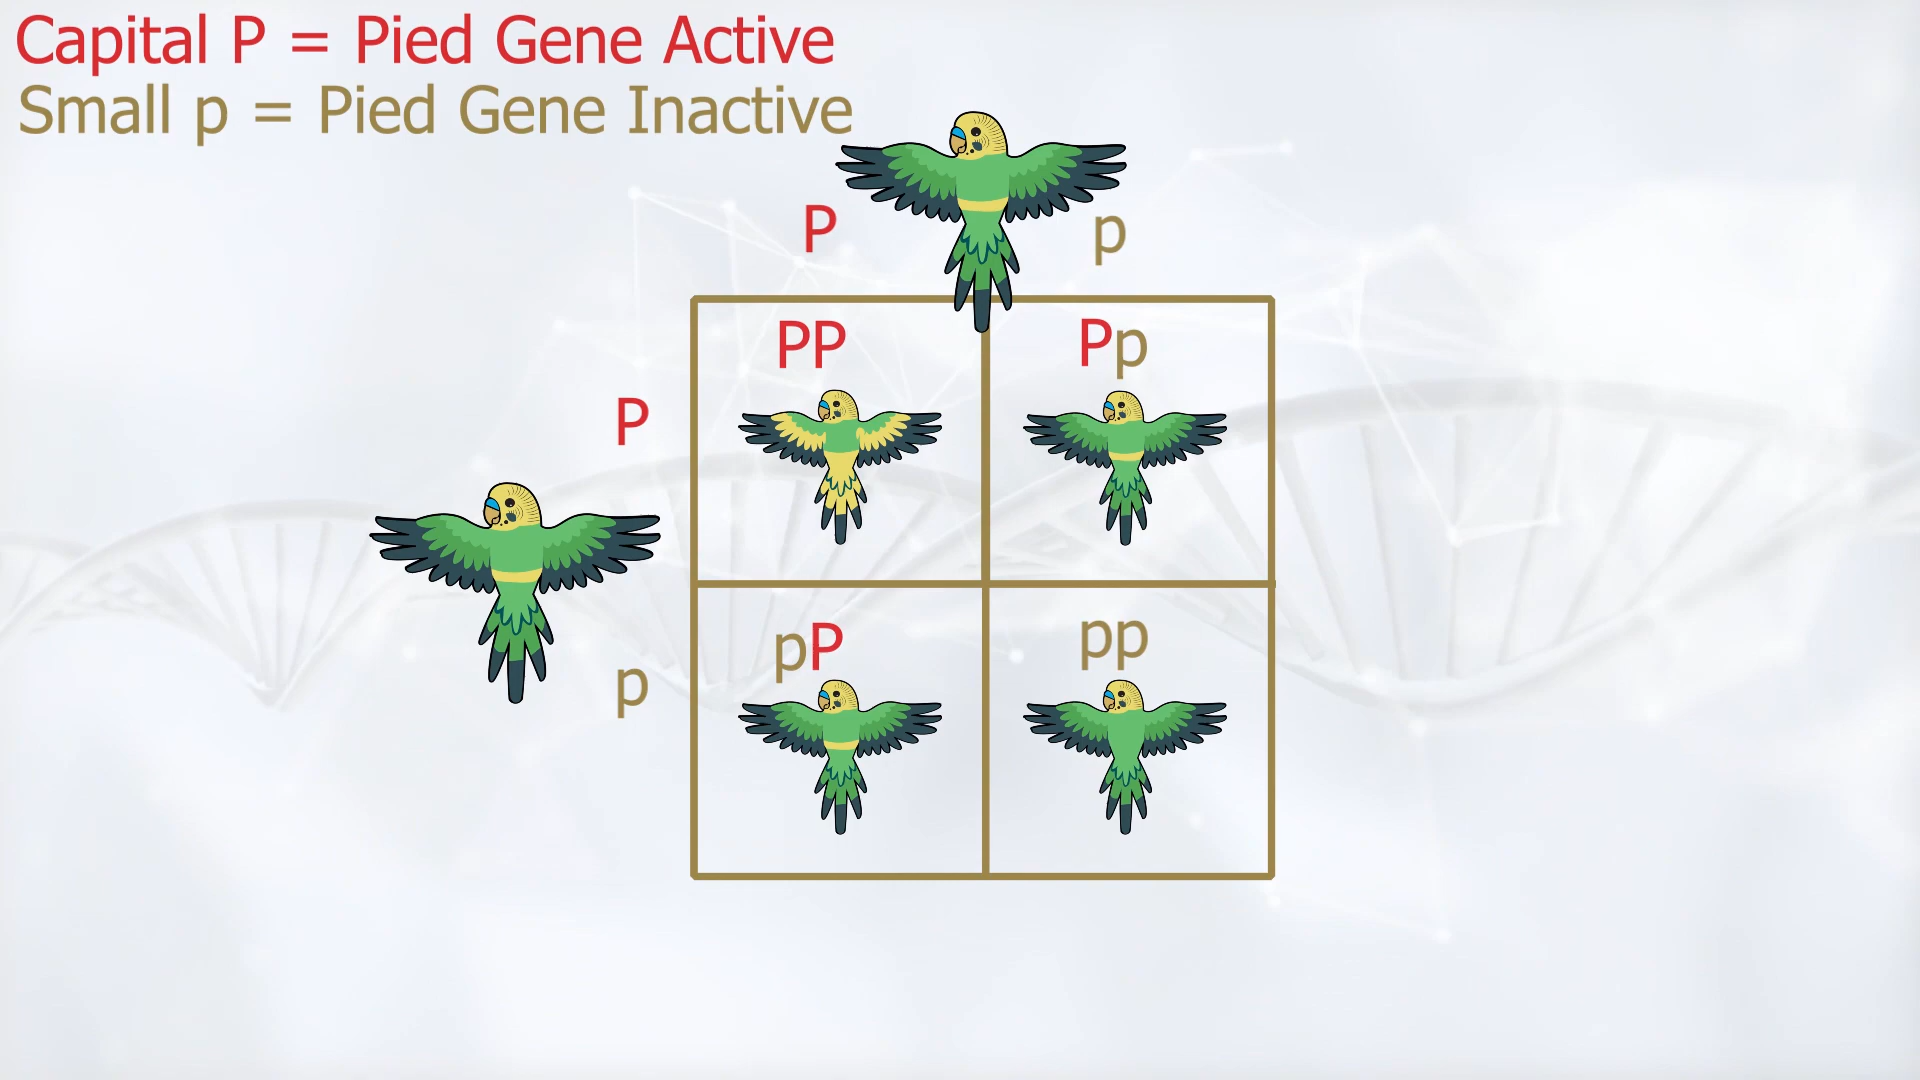 Capital P = Pied Gene Active
Small p = Pied Gene Inactive
P p
PP Pp
P
pP pp
p